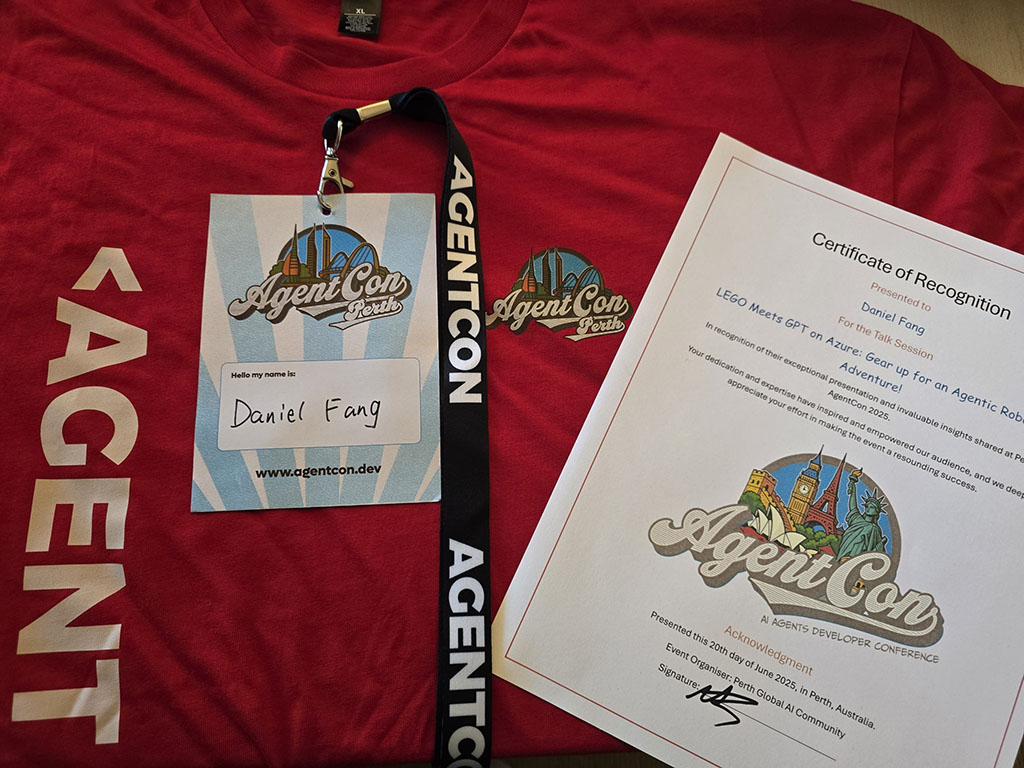 XL
<AGENT
AgentCon
Perth
Hello my name is:
Daniel Fang
www.agentcon.dev
AGENTCON
AGENTC
AgentCon
Perth
Certificate of Recognition
Presented to
Daniel Fang
For the Talk Session
LEGO Meets GPT on Azure: Gear up for an Agentic Rob
Adventure!
In recognition of their exceptional presentation and invaluable insights shared at Pe
AgentCon 2025.
Your dedication and expertise have inspired and empowered our audience, and we deep
appreciate your effort in making the event a resounding success.
AgentCon
AI AGENTS DEVELOPER CONFERENCE
Acknowledgment
Presented this 20th day of June 2025, in Perth, Australia.
Event Organiser: Perth Global AI Community
Signature: